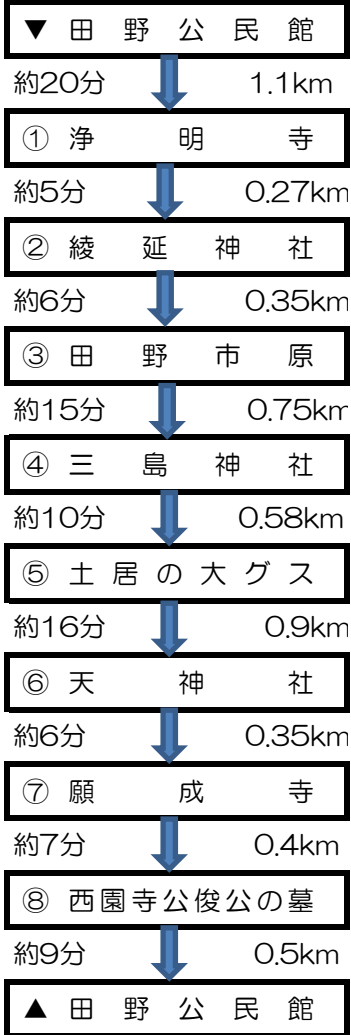 ▼ 田野公民館
約20分 1.1km
① 浄明寺
約5分 0.27km
② 綾延神社
約6分 0.35km
③ 田野市原
約15分 0.75km
④ 三島神社
約10分 0.58km
⑤ 土居の大グス
約16分 0.9km
⑥ 天神社
約6分 0.35km
⑦ 願成寺
約7分 0.4km
⑧ 西園寺公俊公の墓
約9分 0.5km
▲ 田野公民館